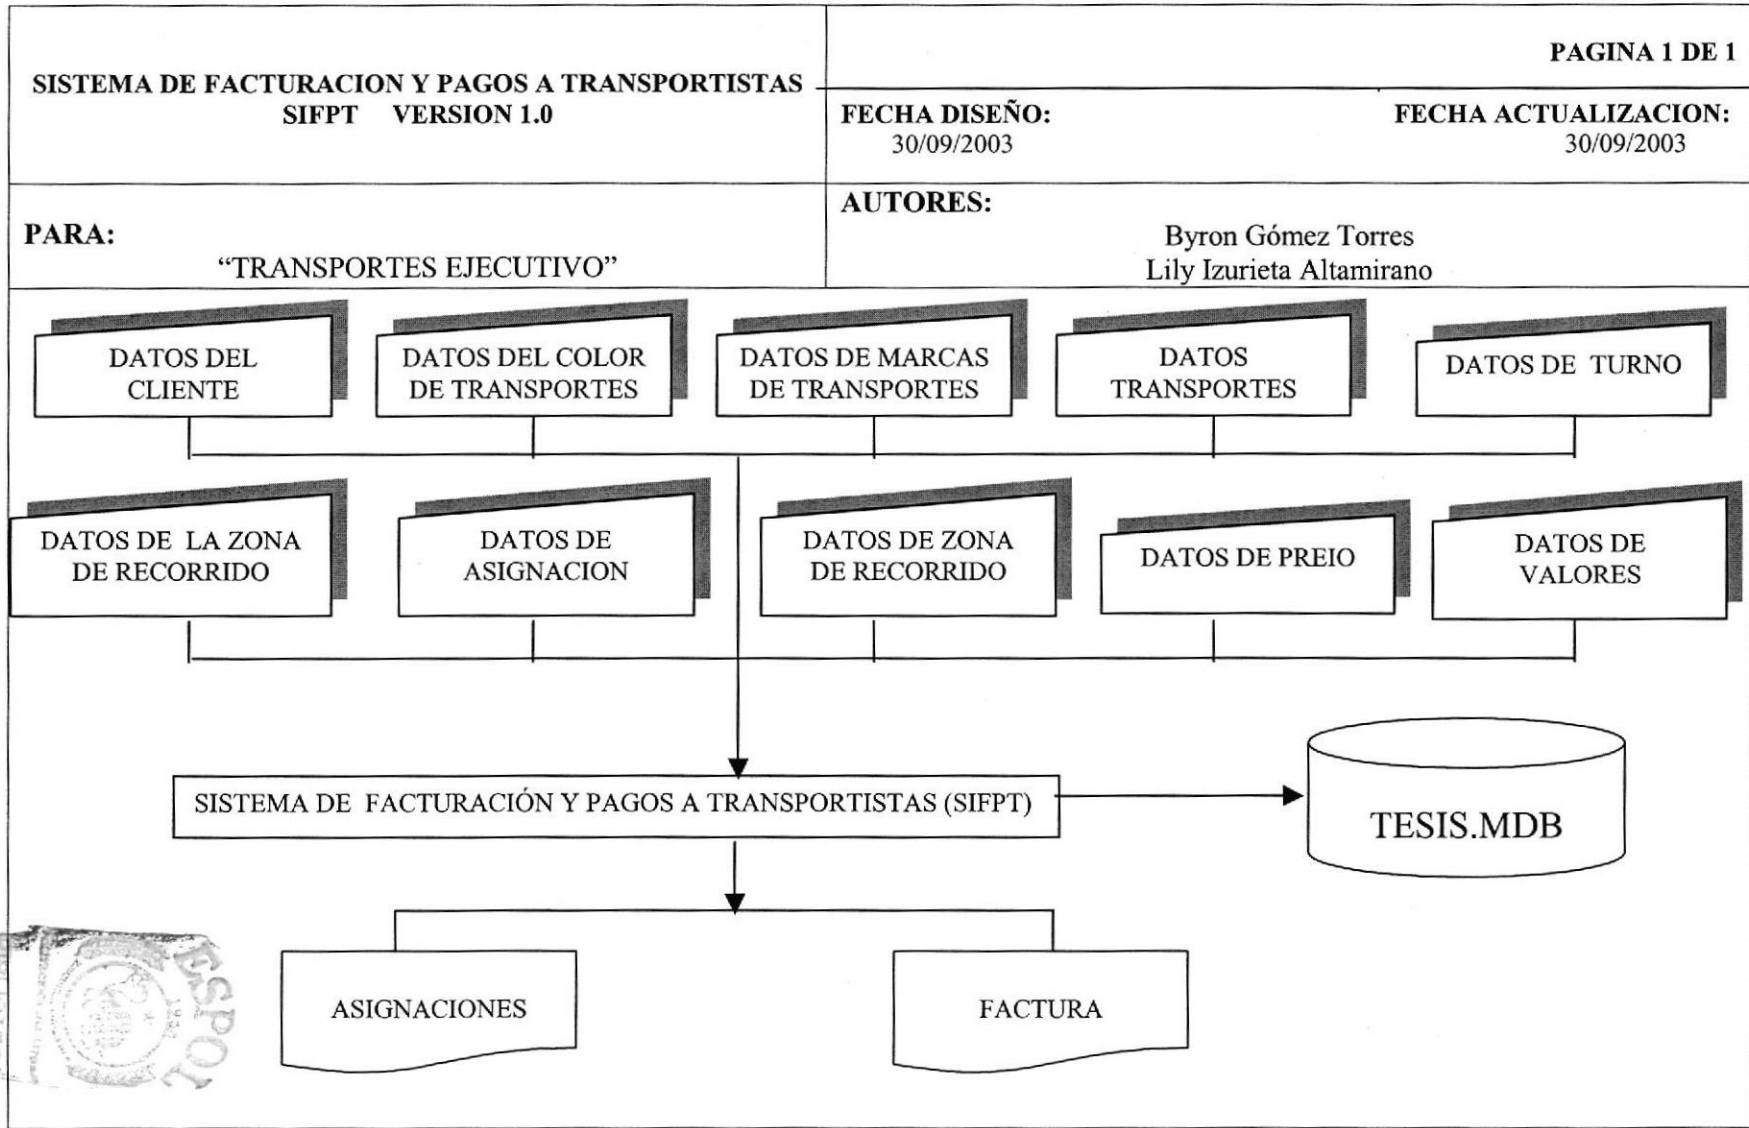 PAGINA 1 DE 1
SISTEMA DE FACTURACION Y PAGOS A TRANSPORTISTAS
SIFPT VERSION 1.0
FECHA DISEÑO:
30/09/2003
FECHA ACTUALIZACION:
30/09/2003
PARA:
“TRANSPORTES EJECUTIVO”
AUTORES:
Byron Gómez Torres
Lily Izurieta Altamirano
DATOS DEL
CLIENTE
DATOS DEL COLOR
DE TRANSPORTES
DATOS DE MARCAS
DE TRANSPORTES
DATOS
TRANSPORTES
DATOS DE TURNO
DATOS DE LA ZONA
DE RECORRIDO
DATOS DE
ASIGNACION
DATOS DE ZONA
DE RECORRIDO
DATOS DE PREIO
DATOS DE
VALORES
SISTEMA DE FACTURACIÓN Y PAGOS A TRANSPORTISTAS (SIFPT)
TESIS.MDB
ASIGNACIONES
FACTURA
ESPOL